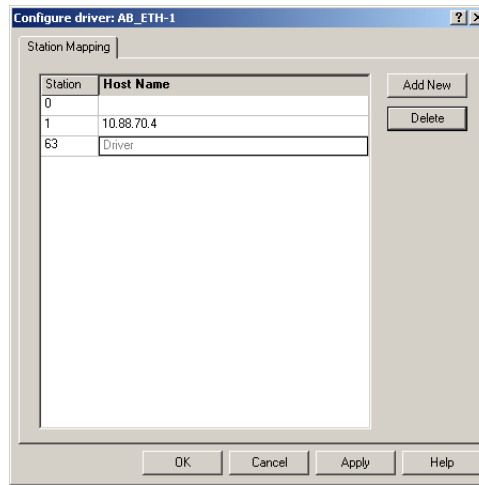 Configure driver: AB_ETH-1
Station Mapping
Station Host Name
0
1 10.88.70.4
63 Driver
Add New
Delete
OK Cancel Apply Help